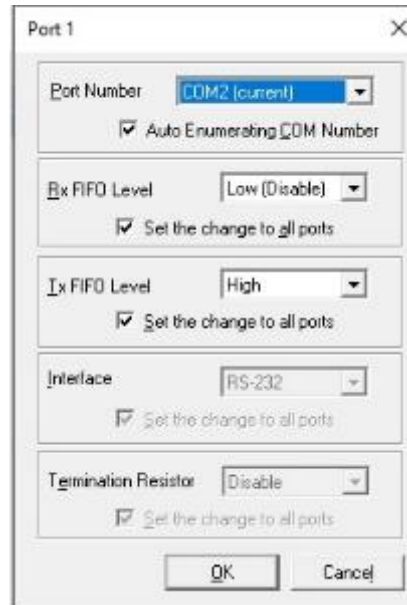 Port 1
Port Number COM2 (current)
Auto Enumerating COM Number
Rx FIFO Level Low (Disable)
Set the change to all ports
Tx FIFO Level High
Set the change to all ports
Interface RS-232
Set the change to all ports
Termination Resistor Disable
Set the change to all ports
OK Cancel